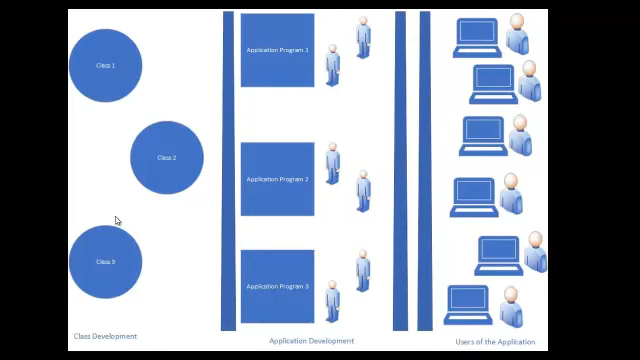 Class 1
Application Program 1
Class 2
Application Program 2
Class 3
Application Program 3
Class Development
Application Development
Users of the Application